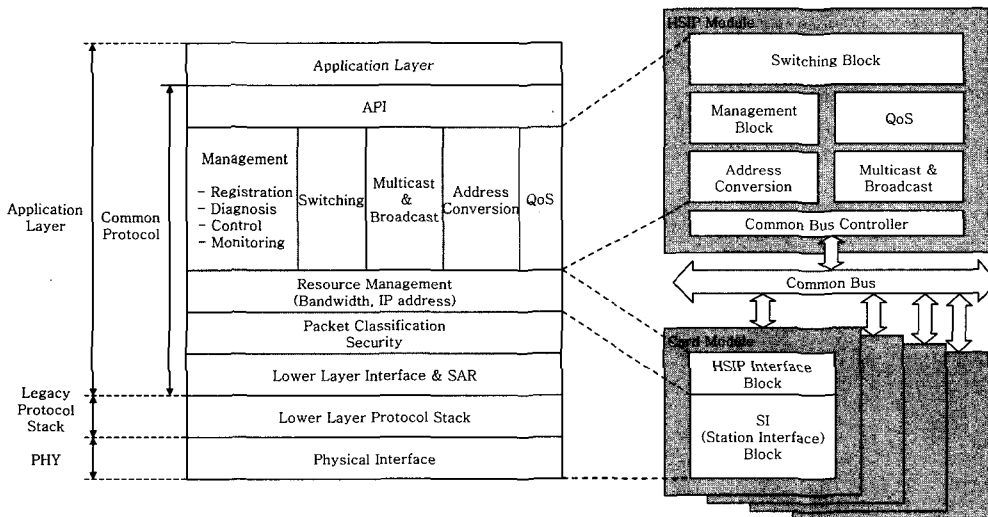 Application Layer
API
Management
- Registration
- Diagnosis
- Control
- Monitoring
Switching
Multicast
&
Broadcast
Address
Conversion
QoS
Resource Management
(Bandwidth, IP address)
Packet Classification
Security
Lower Layer Interface & SAR
Lower Layer Protocol Stack
Physical Interface
Application
Layer
Common
Protocol
Legacy
Protocol
Stack
PHY
HSIP Module
Switching Block
Management
Block
QoS
Address
Conversion
Multicast &
Broadcast
Common Bus Controller
Common Bus
Card Module
HSIP Interface
Block
SI
(Station Interface)
Block